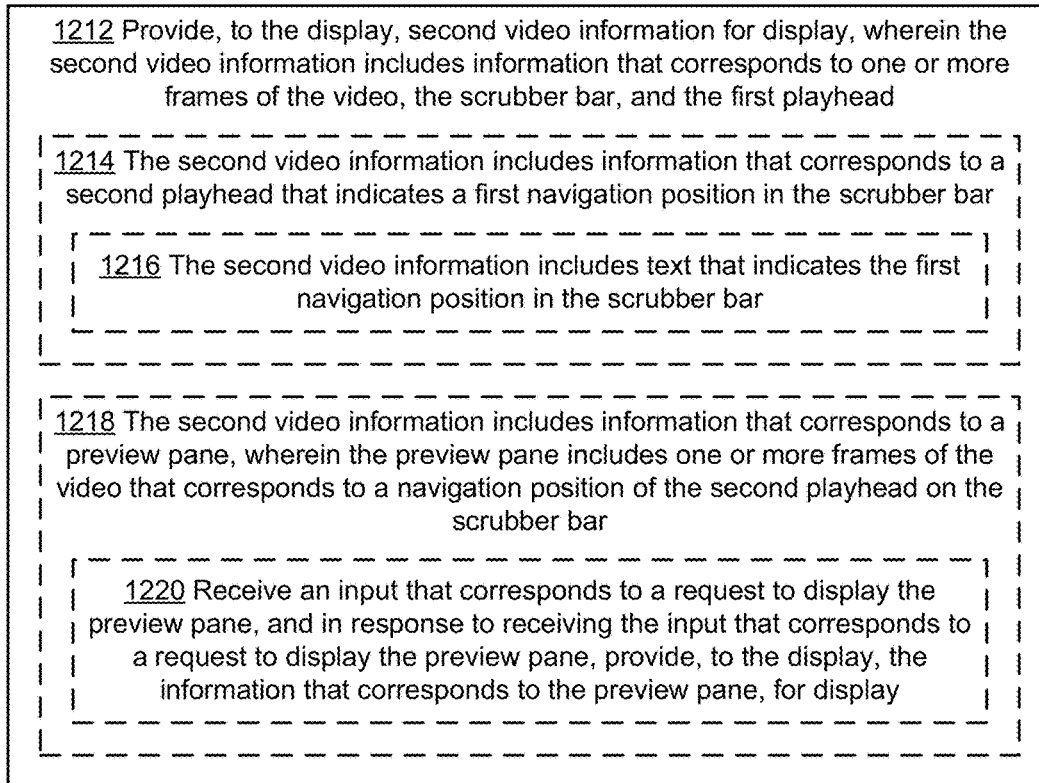 1212 Provide, to the display, second video information for display, wherein the
second video information includes information that corresponds to one or more
frames of the video, the scrubber bar, and the first playhead
1214 The second video information includes information that corresponds to a
second playhead that indicates a first navigation position in the scrubber bar
1216 The second video information includes text that indicates the first
navigation position in the scrubber bar
1218 The second video information includes information that corresponds to a
preview pane, wherein the preview pane includes one or more frames of the
video that corresponds to a navigation position of the second playhead on the
scrubber bar
1220 Receive an input that corresponds to a request to display the
preview pane, and in response to receiving the input that corresponds to
a request to display the preview pane, provide, to the display, the
information that corresponds to the preview pane, for display